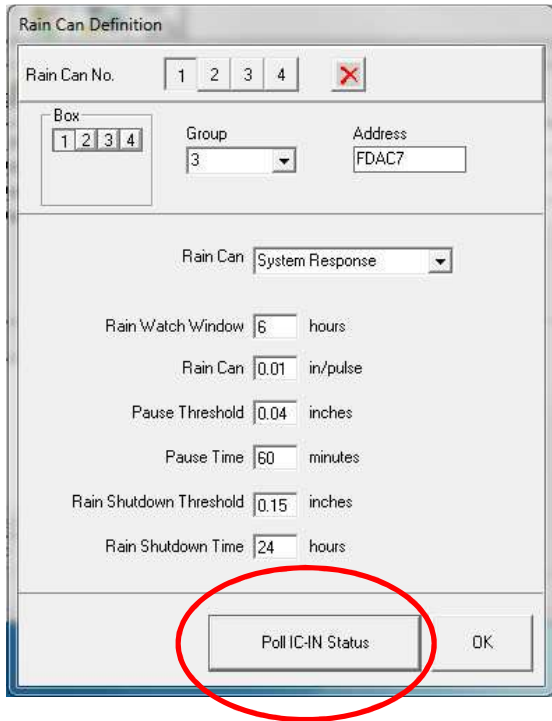 Rain Can Definition
Rain Can No. 1 2 3 4
Box
1 2 3 4
Group
3
Address
FDAC7
Rain Can System Response
Rain Watch Window 6 hours
Rain Can 0.01 in/pulse
Pause Threshold 0.04 inches
Pause Time 60 minutes
Rain Shutdown Threshold 0.15 inches
Rain Shutdown Time 24 hours
Poll IC-IN Status OK